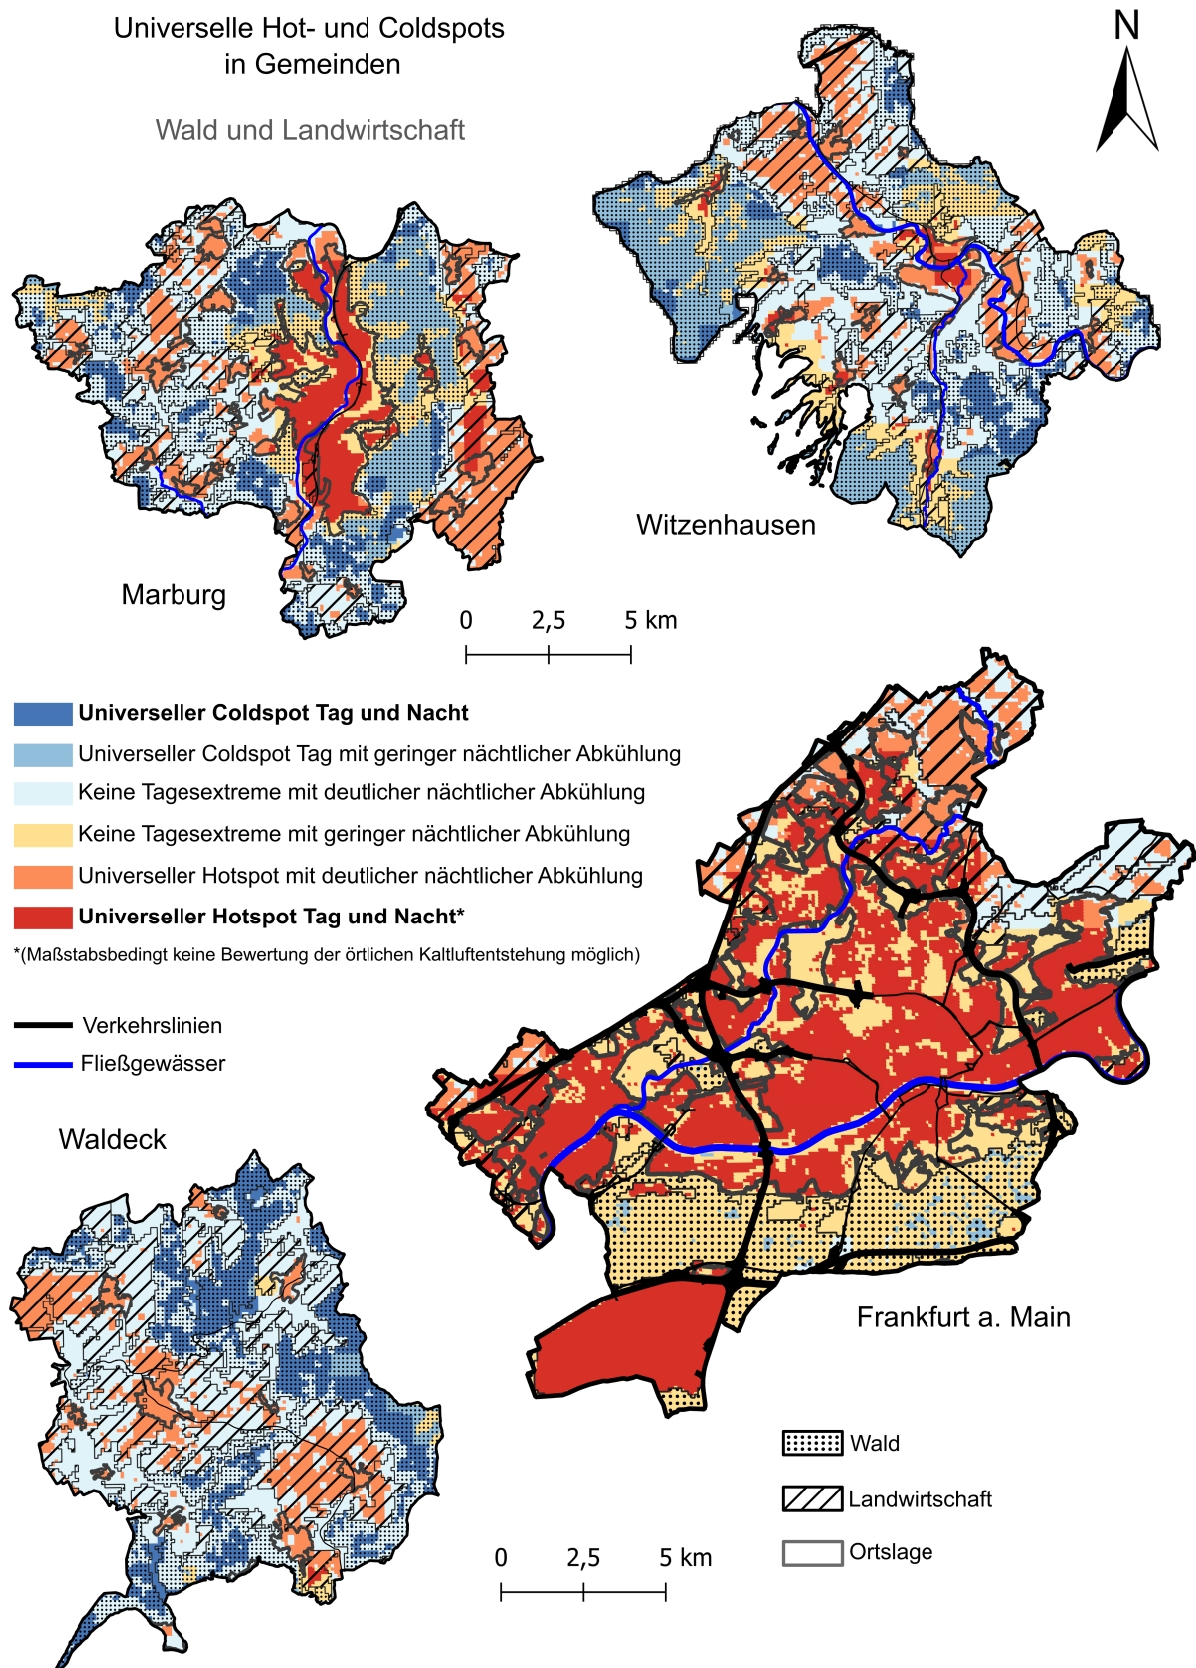 Universelle Hot- und Coldspots
in Gemeinden
Wald und Landwirtschaft
N
Witzenhausen
Marburg
0 2,5 5 km
Universeller Coldspot Tag und Nacht
Universeller Coldspot Tag mit geringer nächtlicher Abkühlung
Keine Tagesextreme mit deutlicher nächtlicher Abkühlung
Keine Tagesextreme mit geringer nächtlicher Abkühlung
Universeller Hotspot mit deutlicher nächtlicher Abkühlung
Universeller Hotspot Tag und Nacht*
*(Maßstabsbedingt keine Bewertung der örtlichen Kaltluftentstehung möglich)
Verkehrslinien
Fließgewässer
Waldeck
Frankfurt a. Main
Wald
Landwirtschaft
Ortslage
0 2,5 5 km